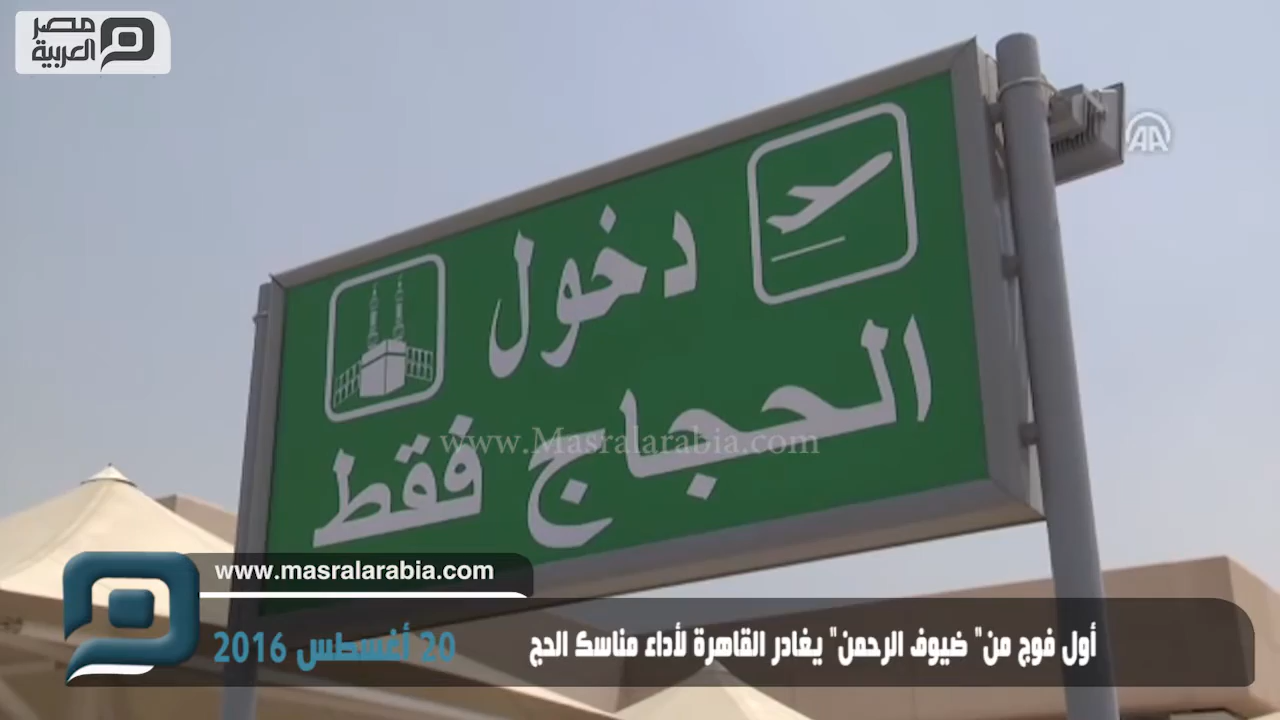 مصر
العربية
AA
دخول
الحجاج فقط
www.Masralarabia.com
www.masralarabia.com
أول فوج من" ضيوف الرحمن" يغادر القاهرة لأداء مناسك الحج
20 أغسطس 2016